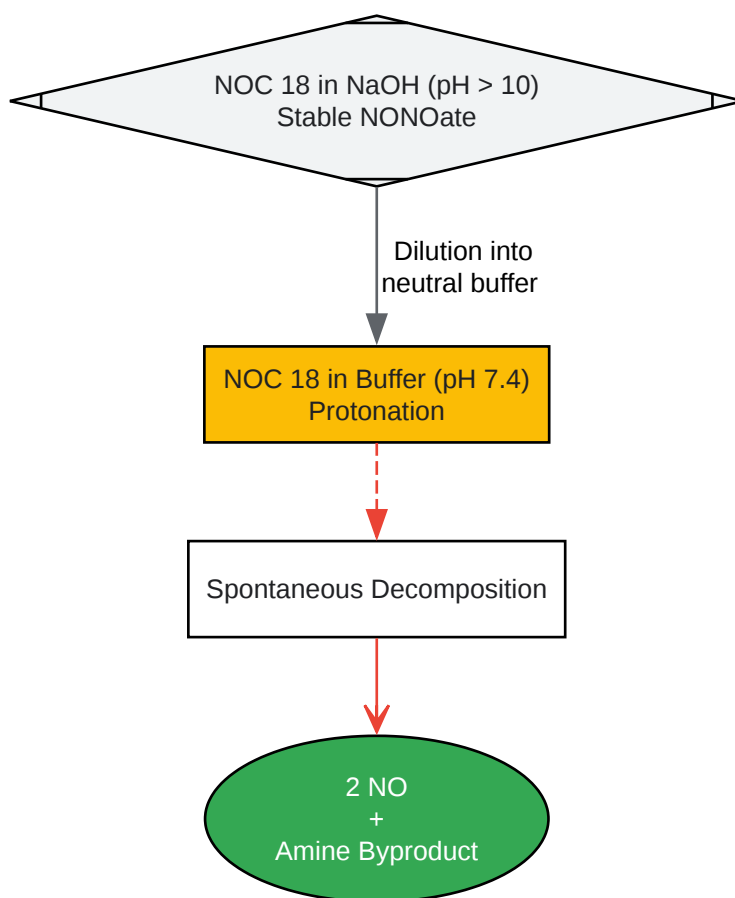 NOC 18 in NaOH (pH > 10)
Stable NONOate
Dilution into
neutral buffer
NOC 18 in Buffer (pH 7.4)
Protonation
Spontaneous Decomposition
2 NO
+
Amine Byproduct